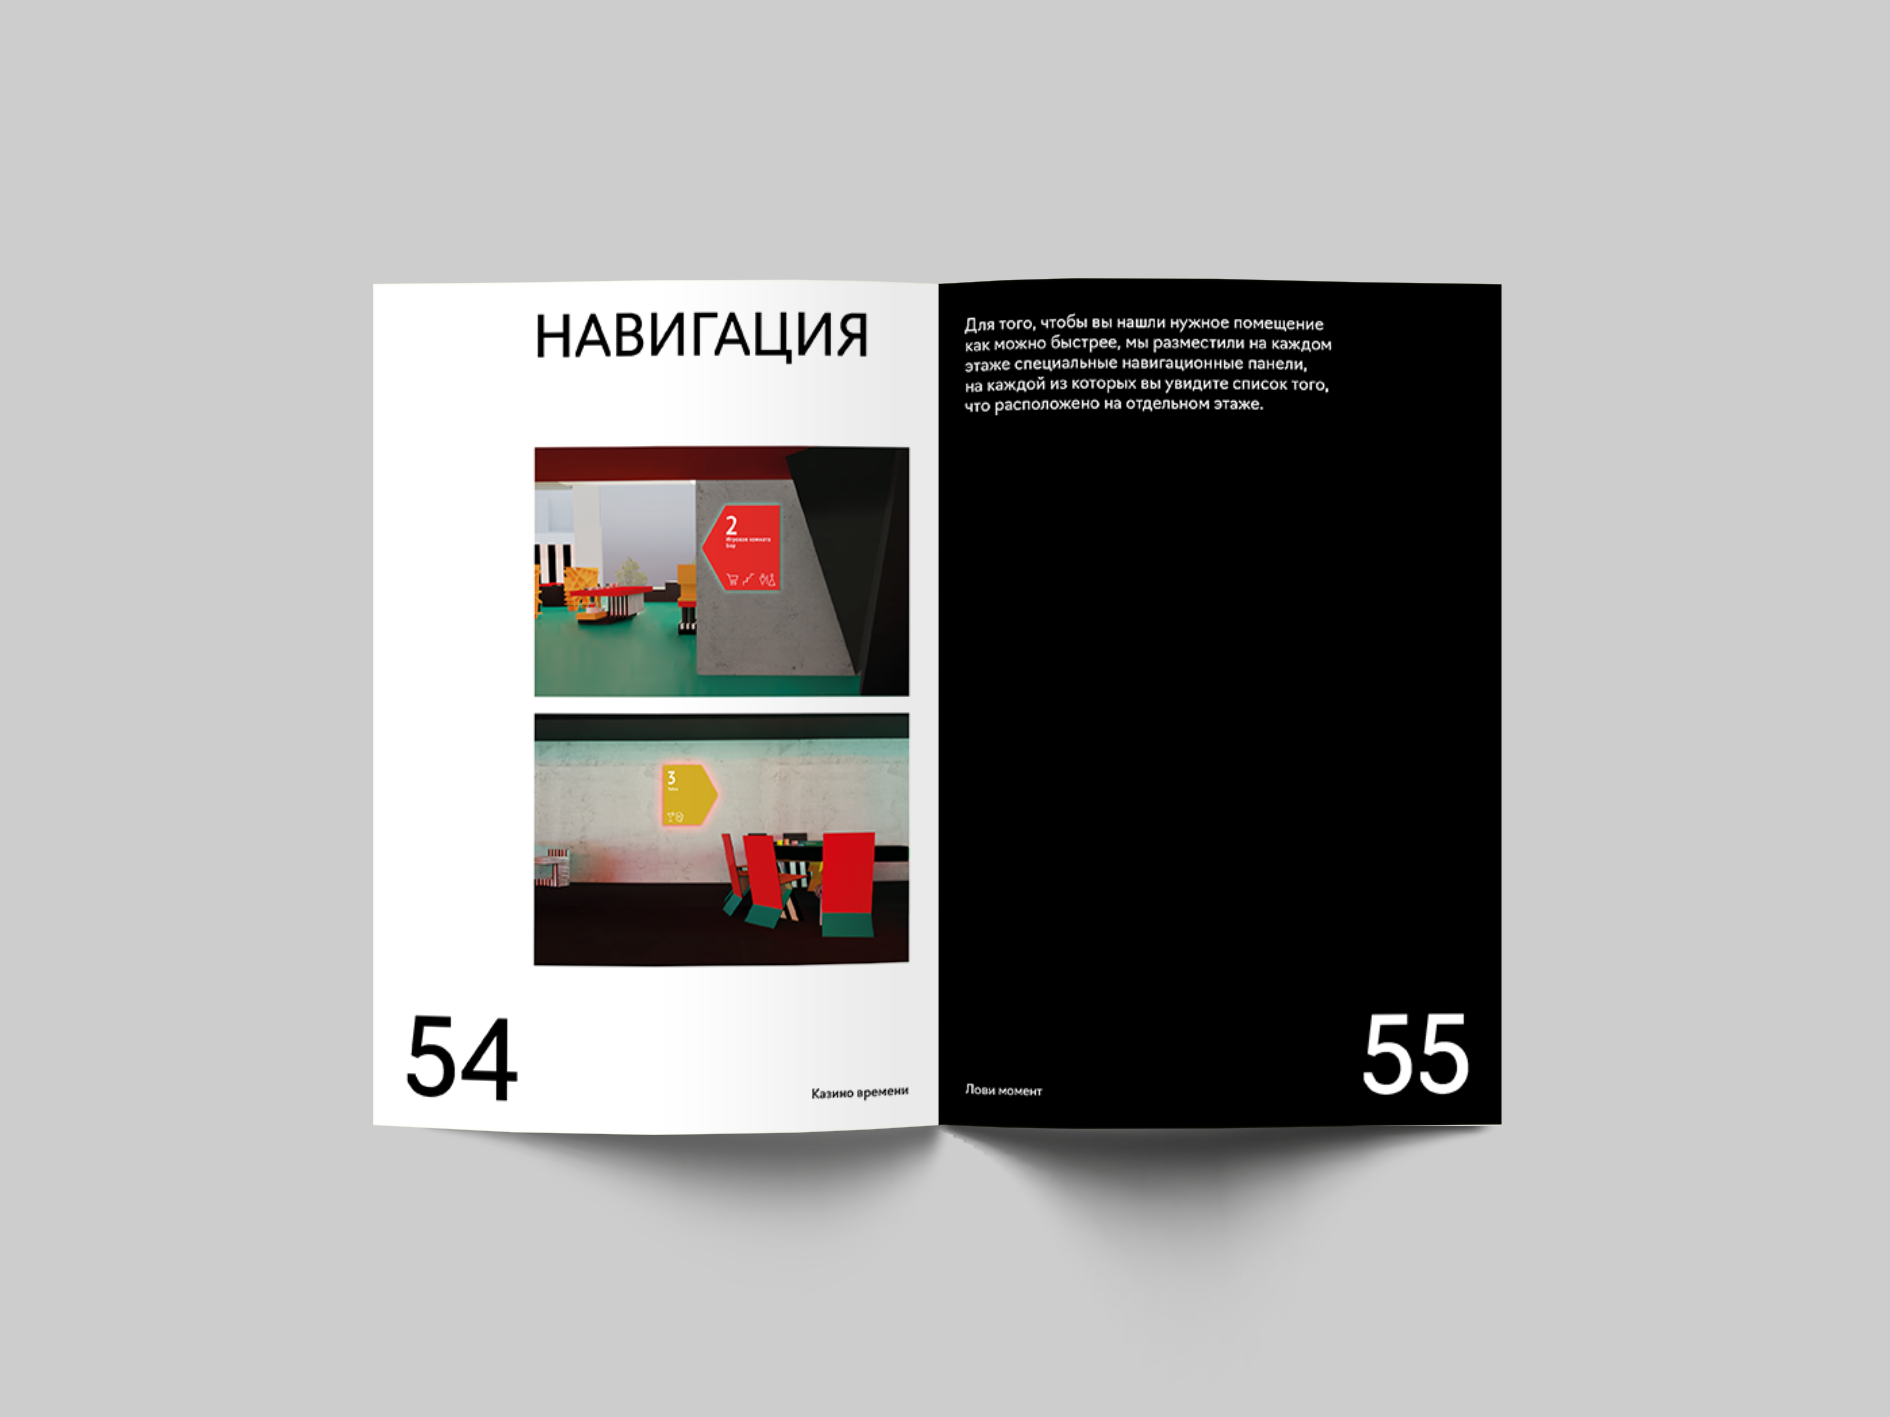 НАВИГАЦИЯ
2
Игровая комната
Бар
3
54
Казино времени
Для того, чтобы вы нашли нужное помещение
как можно быстрее, мы разместили на каждом
этаже специальные навигационные панели,
на каждой из которых вы увидите список того,
что расположено на отдельном этаже.
Лови момент
55